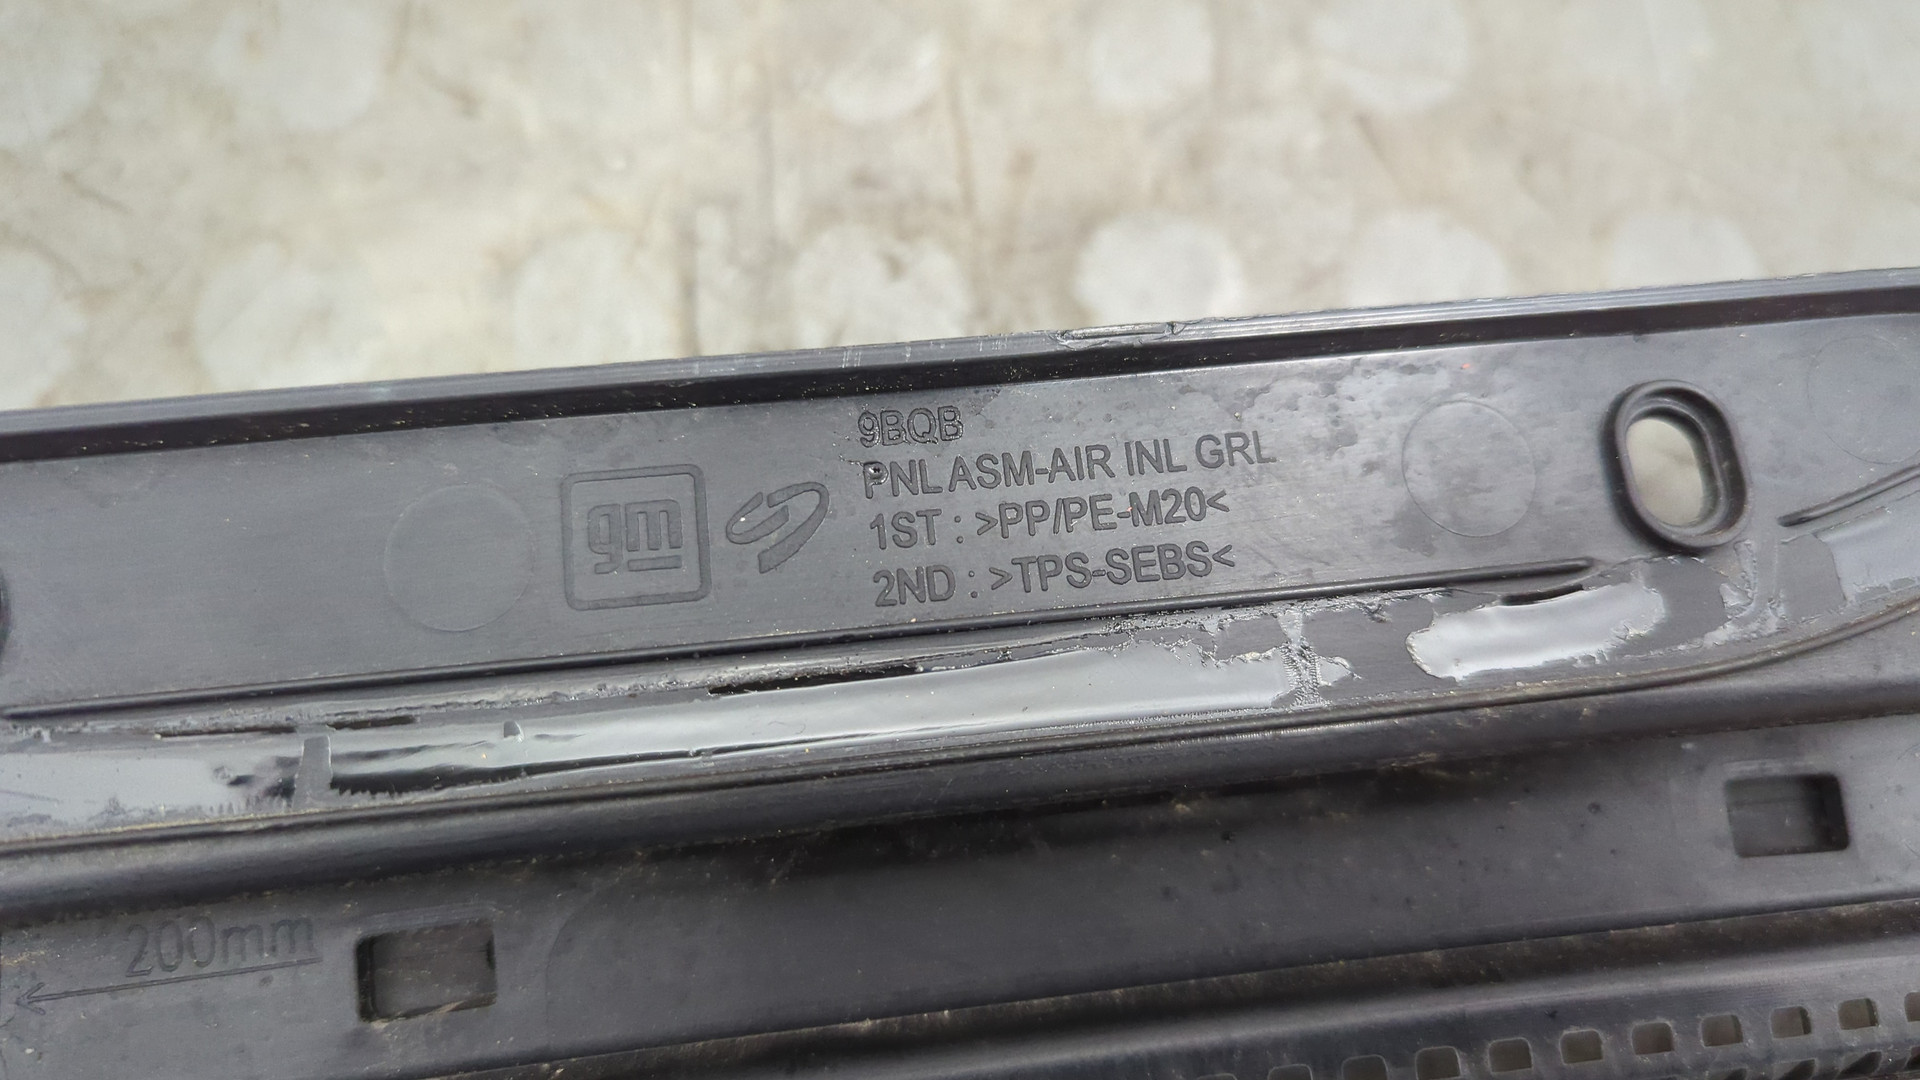 gm
9BQB
PNL ASM-AIR INL GRL
1ST : >PP/PE-M20<
2ND : >TPS-SEBS<
200mm